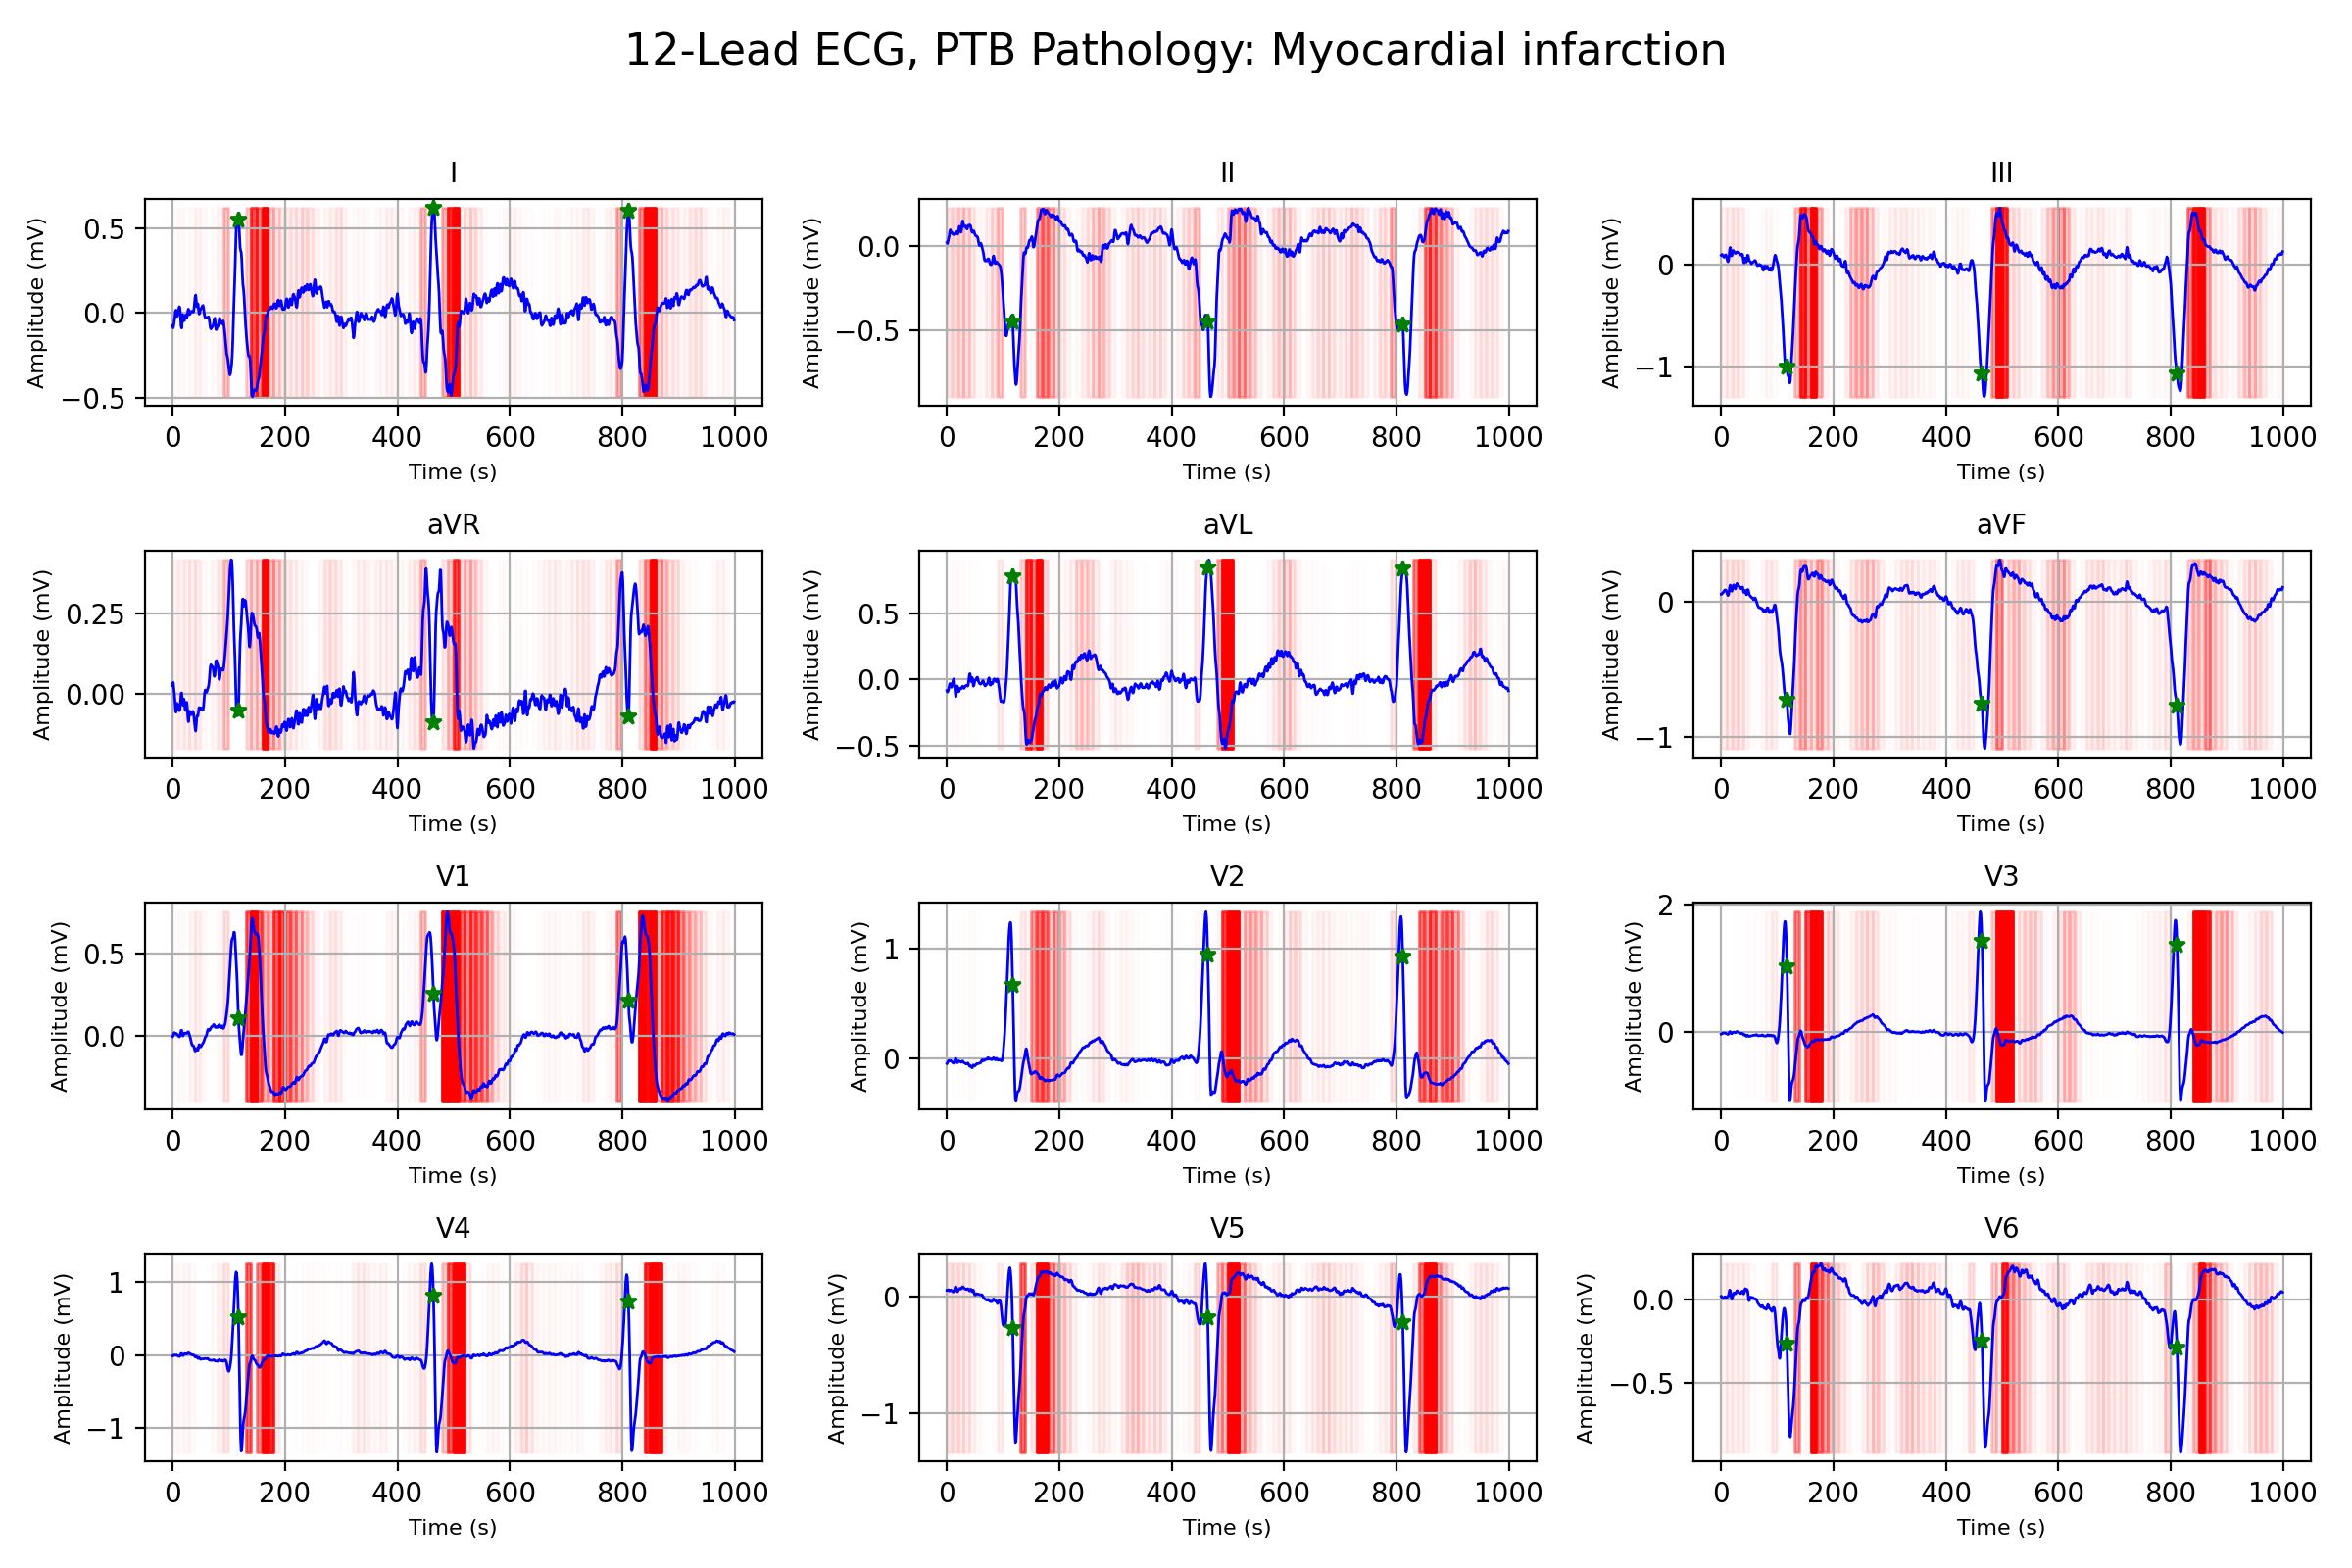 12-Lead ECG, PTB Pathology: Myocardial infarction
I
II
III
Amplitude (mV)
0.5
0.0
−0.5
0 200 400 600 800 1000
Time (s)
Amplitude (mV)
0.0
−0.5
0 200 400 600 800 1000
Time (s)
Amplitude (mV)
0
−1
0 200 400 600 800 1000
Time (s)
aVR
aVL
aVF
Amplitude (mV)
0.25
0.00
0 200 400 600 800 1000
Time (s)
Amplitude (mV)
0.5
0.0
−0.5
0 200 400 600 800 1000
Time (s)
Amplitude (mV)
0
−1
0 200 400 600 800 1000
Time (s)
V1
V2
V3
Amplitude (mV)
0.5
0.0
0 200 400 600 800 1000
Time (s)
Amplitude (mV)
1
0
0 200 400 600 800 1000
Time (s)
Amplitude (mV)
2
0
0 200 400 600 800 1000
Time (s)
V4
V5
V6
Amplitude (mV)
1
0
−1
0 200 400 600 800 1000
Time (s)
Amplitude (mV)
0
−1
0 200 400 600 800 1000
Time (s)
Amplitude (mV)
0.0
−0.5
0 200 400 600 800 1000
Time (s)